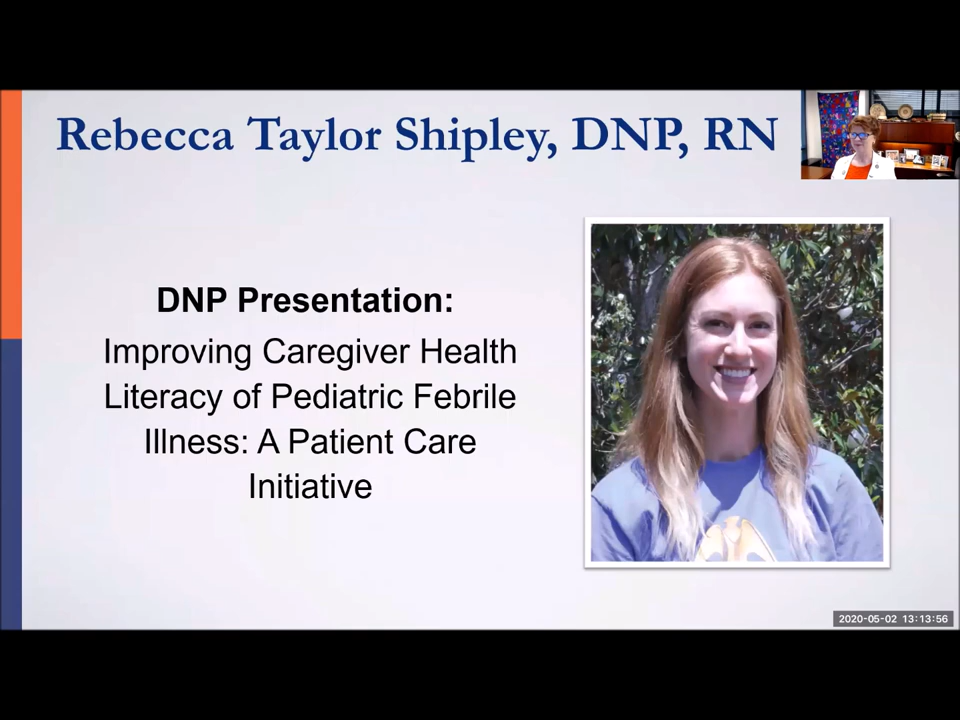 Rebecca Taylor Shipley, DNP, RN
DNP Presentation:
Improving Caregiver Health
Literacy of Pediatric Febrile
Illness: A Patient Care
Initiative
2020-05-02 13:13:56